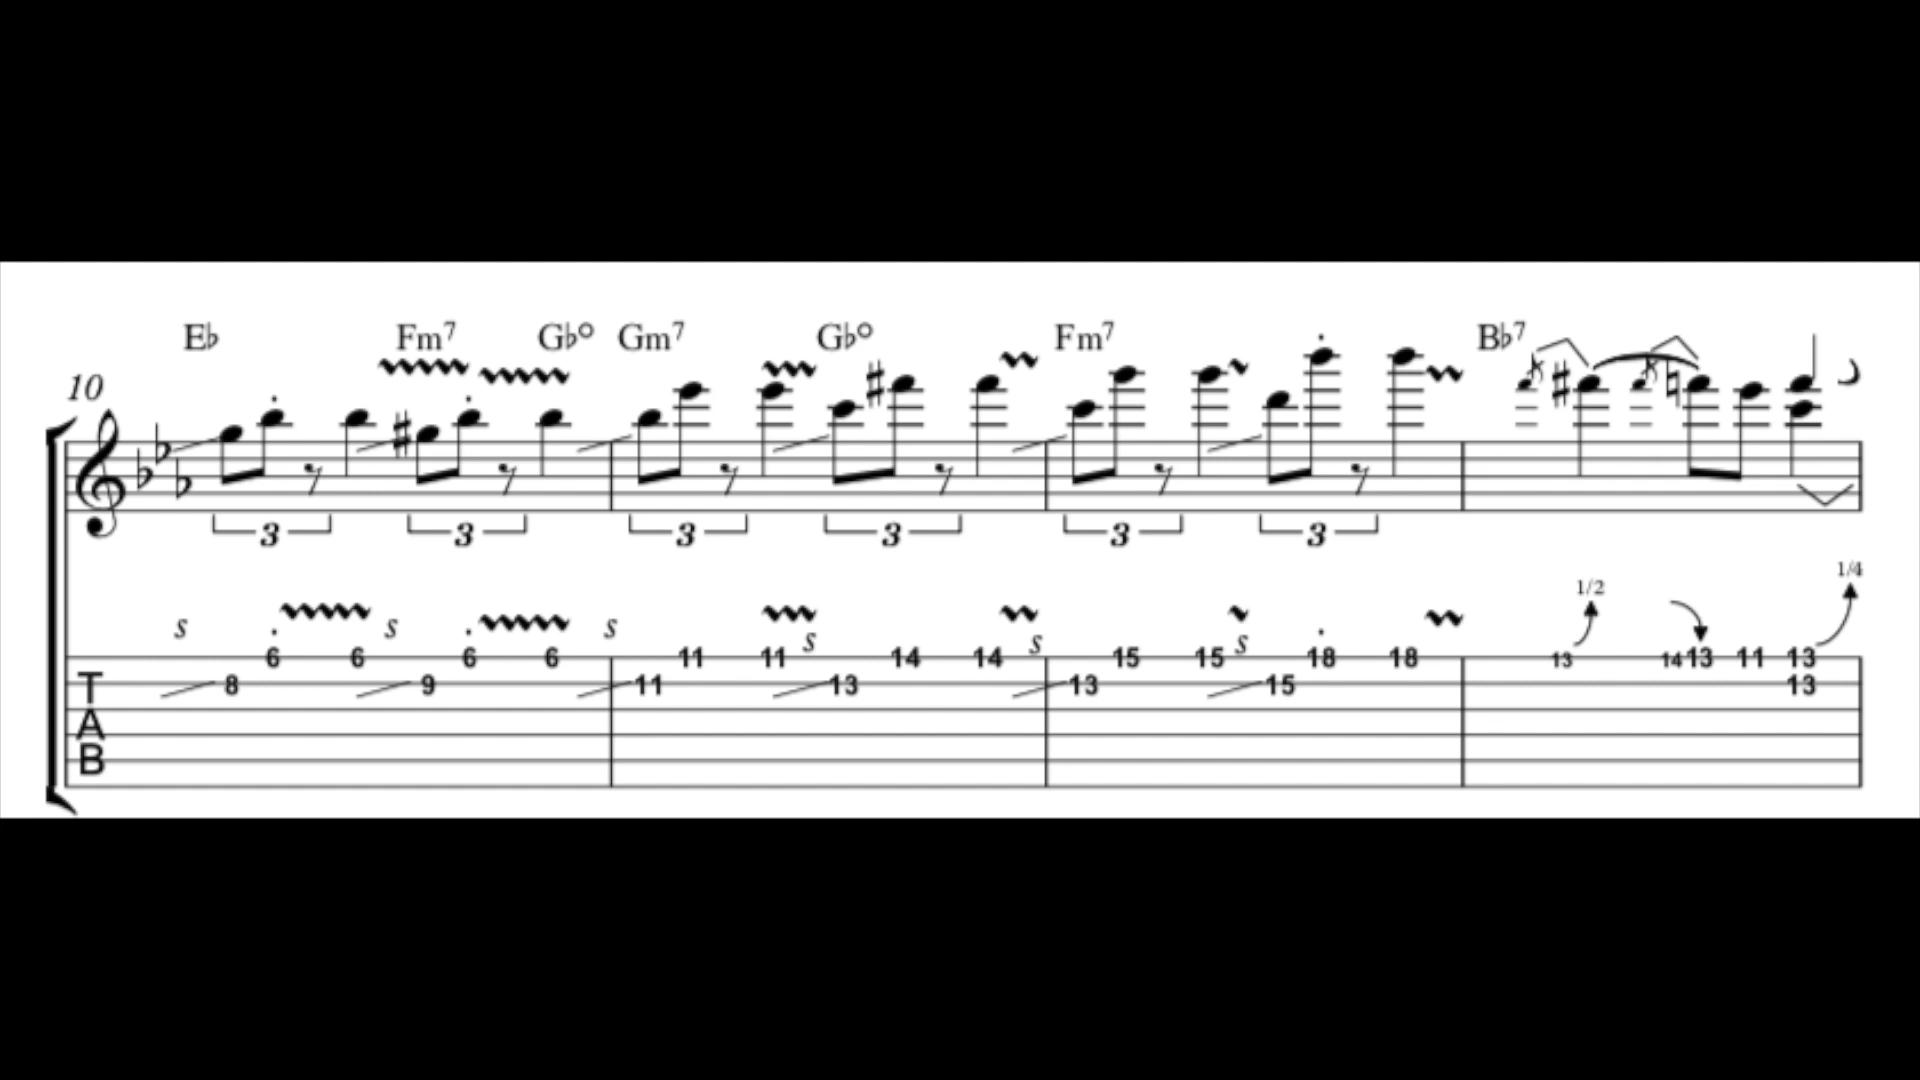 E♭ Fm7 G♭° Gm7 G♭° Fm7 B♭7
10
3 3 3 3 3 3
1/2 1/4
s s s s s s
6 6 6 6 11 11 14 14 15 15 18 18 13 14 13 11 13
8 9 11 13 13 15 13
T
A
B